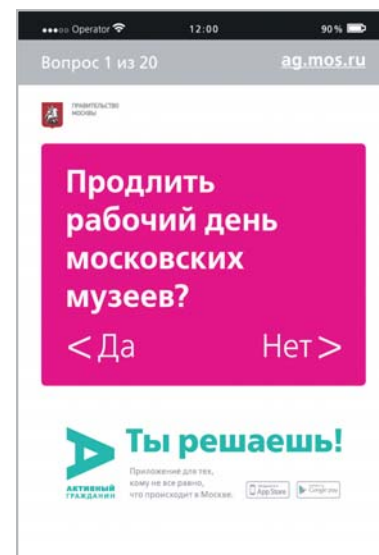 Operator 12:00 90%
Вопрос 1 из 20 ag.mos.ru
ПРАВИТЕЛЬСТВО
МОСКВЫ
Продлить
рабочий день
московских
музеев?
< Да Нет >
Ты решаешь!
АКТИВНЫЙ
ГРАЖДАНИН
Приложение для тех,
кому не все равно,
что происходит в Москве.
App Store Google play